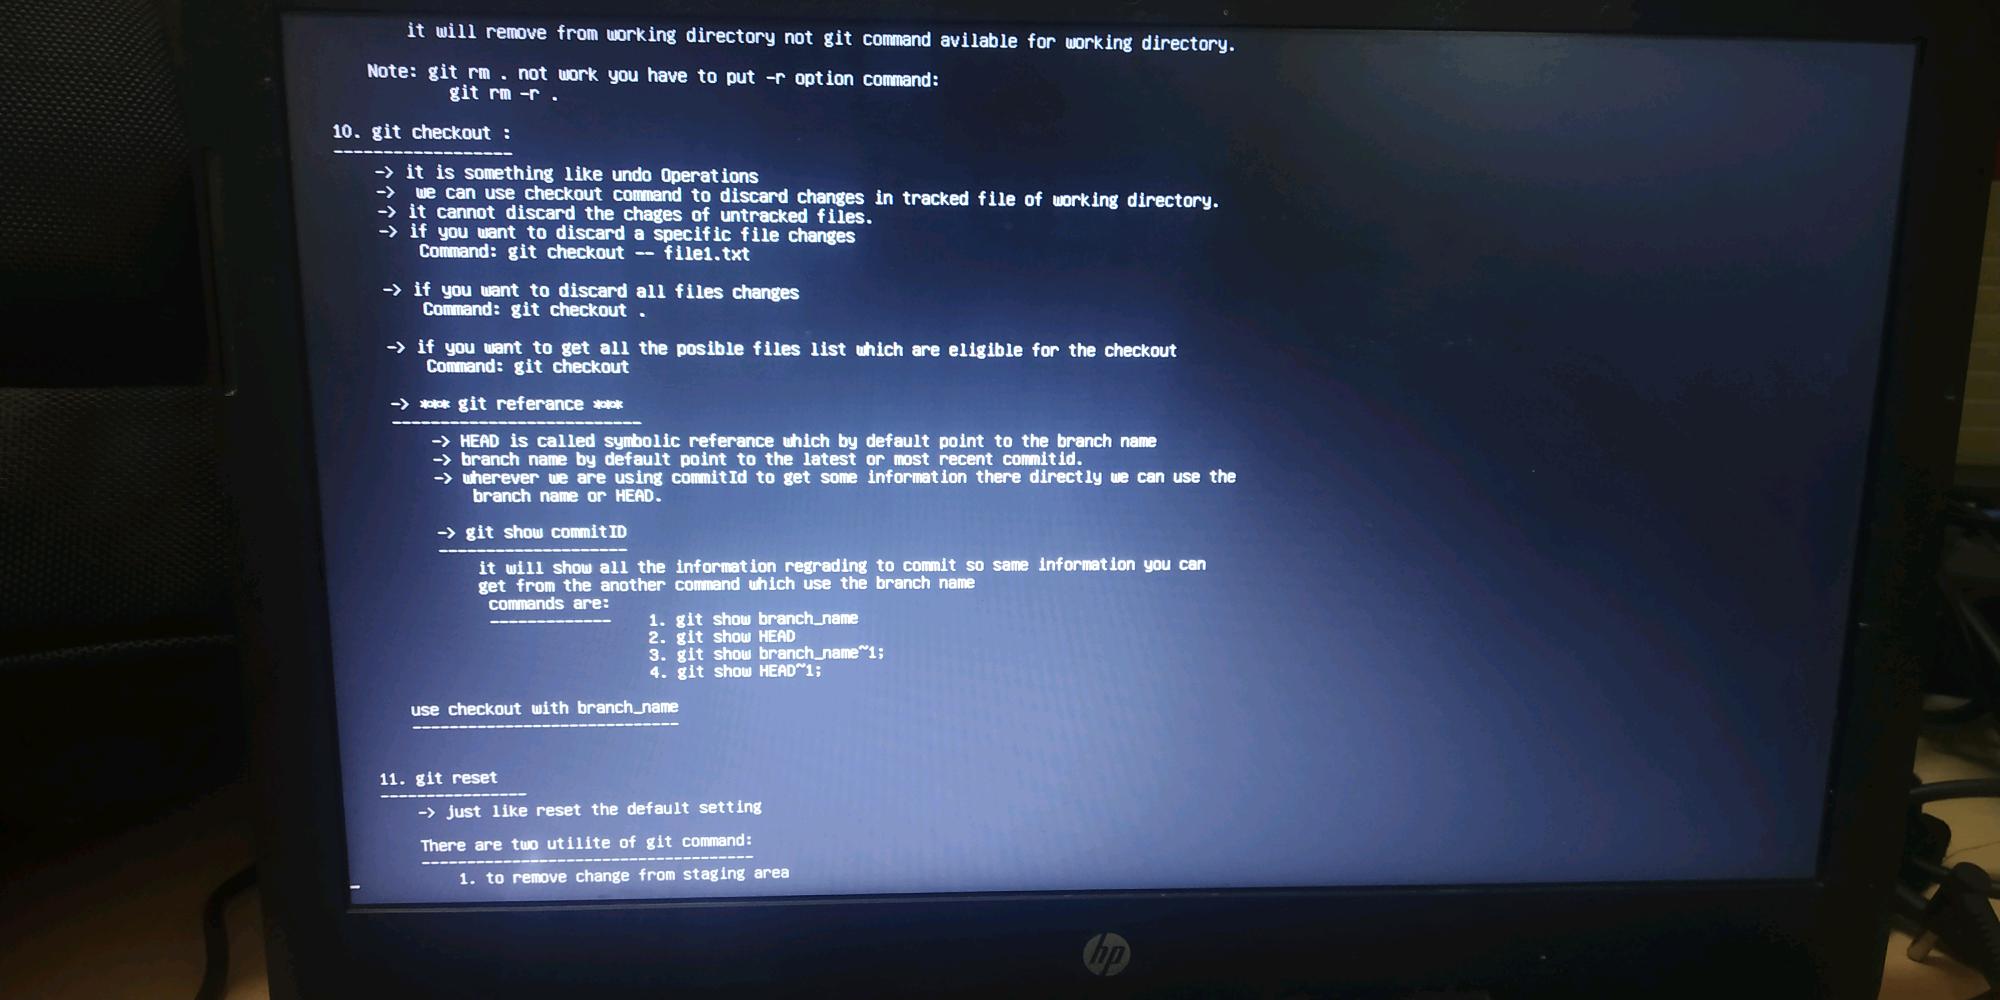 it will remove from working directory not git command avilable for working directory.
Note: git rm . not work you have to put -r option command:
git rm -r .
10. git checkout :
------------------
-> it is something like undo Operations
-> we can use checkout command to discard changes in tracked file of working directory.
-> it cannot discard the chages of untracked files.
-> if you want to discard a specific file changes
Command: git checkout -- file1.txt
-> if you want to discard all files changes
Command: git checkout .
-> if you want to get all the posible files list which are eligible for the checkout
Command: git checkout
-> *** git referance ***
--------------------------
-> HEAD is called symbolic referance which by default point to the branch name
-> branch name by default point to the latest or most recent commitid.
-> wherever we are using commitId to get some information there directly we can use the
branch name or HEAD.
-> git show commitID
--------------------
it will show all the information regrading to commit so same information you can
get from the another command which use the branch name
commands are:
-------------
1. git show branch_name
2. git show HEAD
3. git show branch_name~1;
4. git show HEAD~1;
use checkout with branch_name
-----------------------------
11. git reset
----------------
-> just like reset the default setting
There are two utilite of git command:
-------------------------------------
1. to remove change from staging area
hp